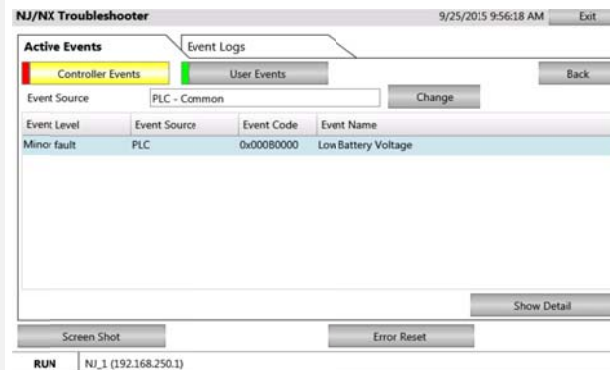 NJ/NX Troubleshooter 9/25/2015 9:56:18 AM Exit
Active Events Event Logs
Controller Events User Events Back
Event Source PLC - Common Change
Event Level Event Source Event Code Event Name
Minor fault PLC 0x000B0000 Low Battery Voltage
Show Detail
Screen Shot Error Reset
RUN NJ_1 (192.168.250.1)